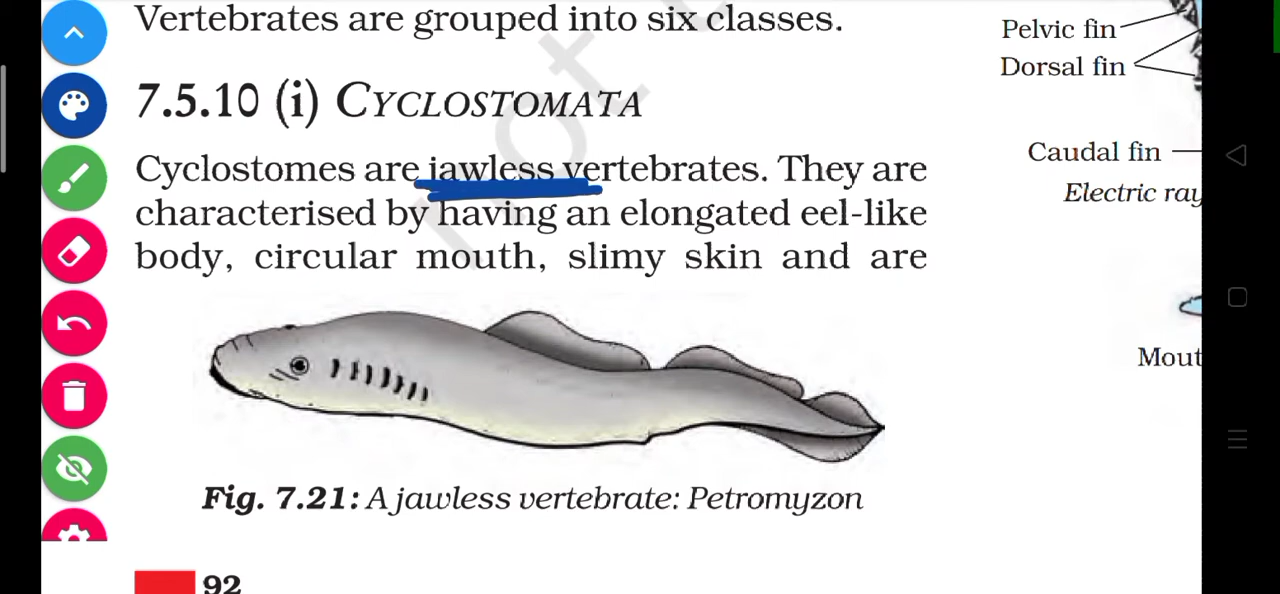 Vertebrates are grouped into six classes.
7.5.10 (i) CYCLOSTOMATA
Cyclostomes are jawless vertebrates. They are
characterised by having an elongated eel-like
body, circular mouth, slimy skin and are
Fig. 7.21: A jawless vertebrate: Petromyzon
92
Pelvic fin
Dorsal fin
Caudal fin
Electric ray
Mout
not